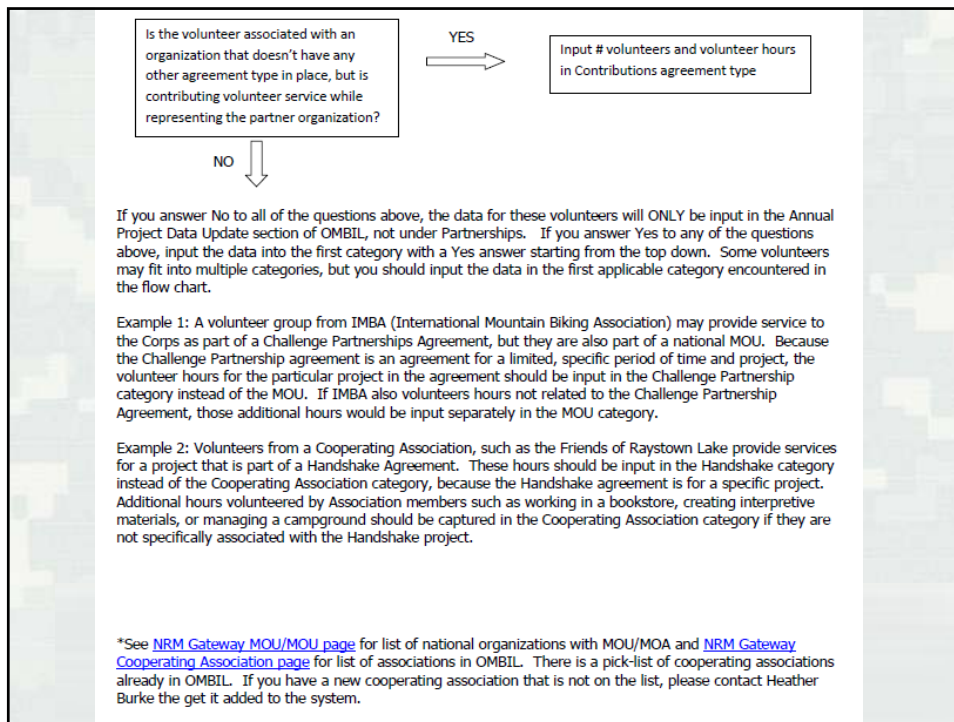 Is the volunteer associated with an
organization that doesn't have any
other agreement type in place, but is
contributing volunteer service while
representing the partner organization?
YES
Input # volunteers and volunteer hours
in Contributions agreement type
NO
If you answer No to all of the questions above, the data for these volunteers will ONLY be input in the Annual
Project Data Update section of OMBIL, not under Partnerships. If you answer Yes to any of the questions
above, input the data into the first category with a Yes answer starting from the top down. Some volunteers
may fit into multiple categories, but you should input the data in the first applicable category encountered in
the flow chart.
Example 1: A volunteer group from IMBA (International Mountain Biking Association) may provide service to
the Corps as part of a Challenge Partnerships Agreement, but they are also part of a national MOU. Because
the Challenge Partnership agreement is an agreement for a limited, specific period of time and project, the
volunteer hours for the particular project in the agreement should be input in the Challenge Partnership
category instead of the MOU. If IMBA also volunteers hours not related to the Challenge Partnership
Agreement, those additional hours would be input separately in the MOU category.
Example 2: Volunteers from a Cooperating Association, such as the Friends of Raystown Lake provide services
for a project that is part of a Handshake Agreement. These hours should be input in the Handshake category
instead of the Cooperating Association category, because the Handshake agreement is for a specific project.
Additional hours volunteered by Association members such as working in a bookstore, creating interpretive
materials, or managing a campground should be captured in the Cooperating Association category if they are
not specifically associated with the Handshake project.
*See NRM Gateway MOU/MOU page for list of national organizations with MOU/MOA and NRM Gateway
Cooperating Association page for list of associations in OMBIL. There is a pick-list of cooperating associations
already in OMBIL. If you have a new cooperating association that is not on the list, please contact Heather
Burke the get it added to the system.